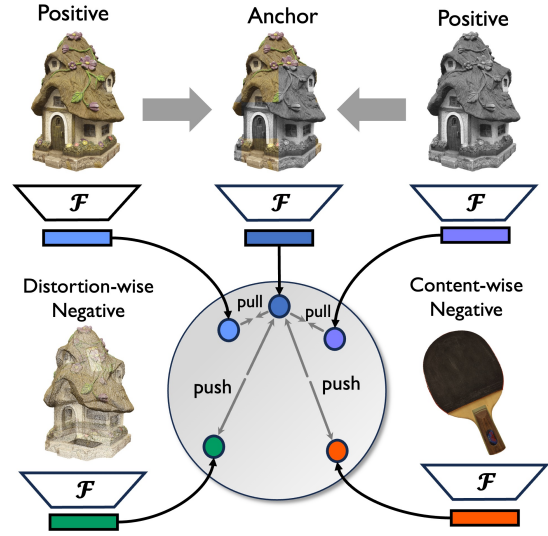 Positive
Anchor
Positive
ℱ
ℱ
ℱ
Distortion-wise
Negative
Content-wise
Negative
pull
pull
push
push
ℱ
ℱ